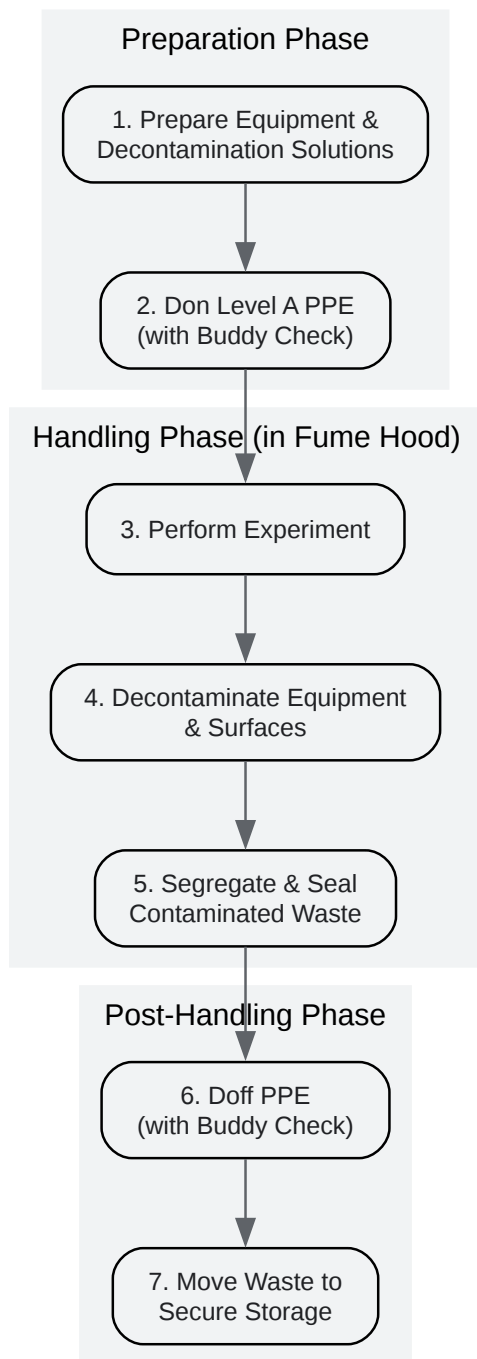 Preparation Phase
1. Prepare Equipment &
Decontamination Solutions
2. Don Level A PPE
(with Buddy Check)
Handling Phase (in Fume Hood)
3. Perform Experiment
4. Decontaminate Equipment
& Surfaces
5. Segregate & Seal
Contaminated Waste
Post-Handling Phase
6. Doff PPE
(with Buddy Check)
7. Move Waste to
Secure Storage